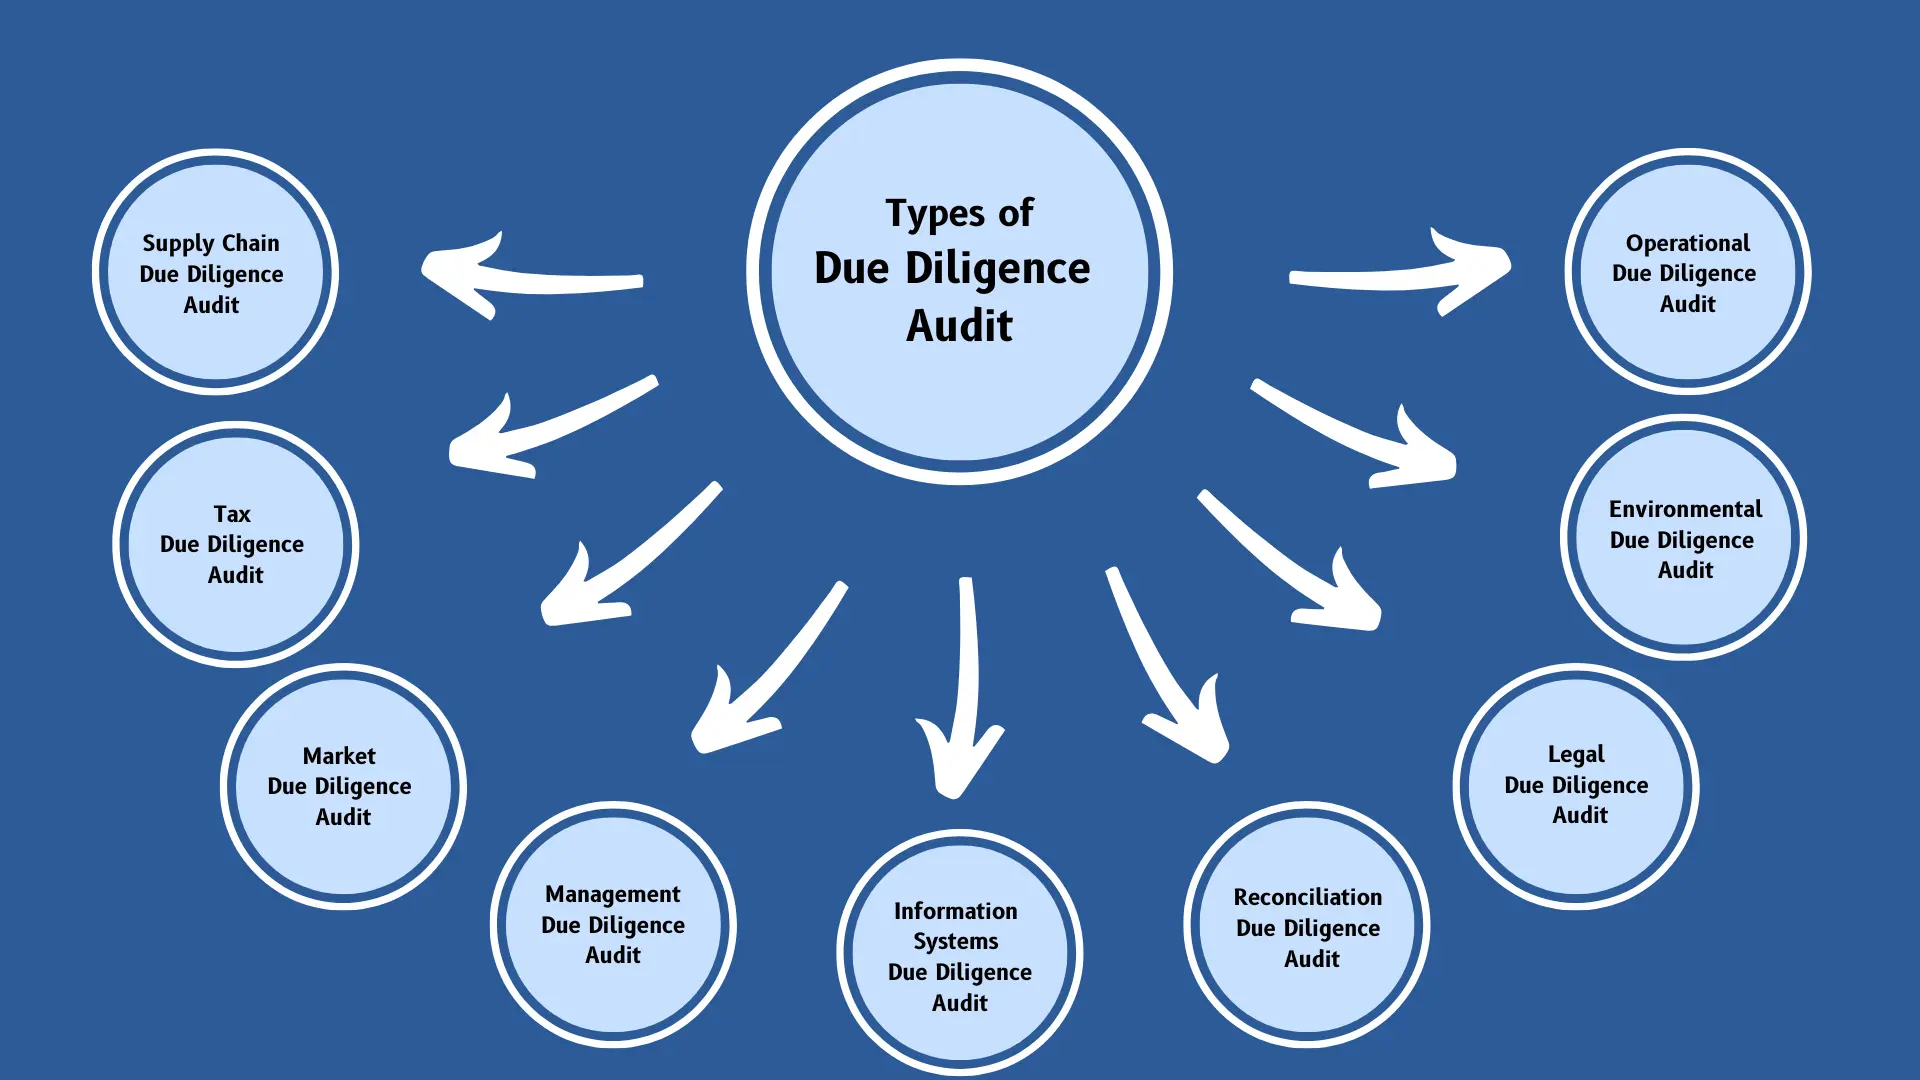 Types of
Due Diligence
Audit
Supply Chain
Due Diligence
Audit
Tax
Due Diligence
Audit
Market
Due Diligence
Audit
Management
Due Diligence
Audit
Information
Systems
Due Diligence
Audit
Reconciliation
Due Diligence
Audit
Legal
Due Diligence
Audit
Environmental
Due Diligence
Audit
Operational
Due Diligence
Audit